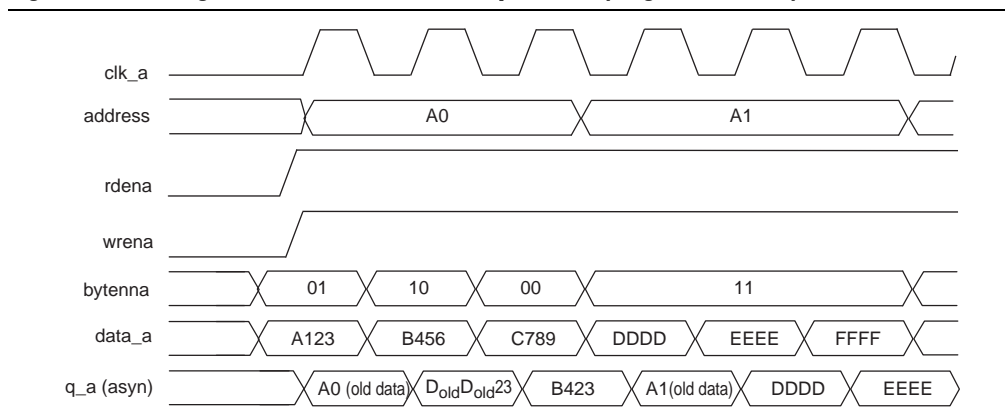 clk_a
address A0 A1
rdena
wrena
bytenna 01 10 00 11
data_a A123 B456 C789 DDDD EEEE FFFF
q_a (asyn) A0 (old data) DoldDold23 B423 A1(old data) DDDD EEEE